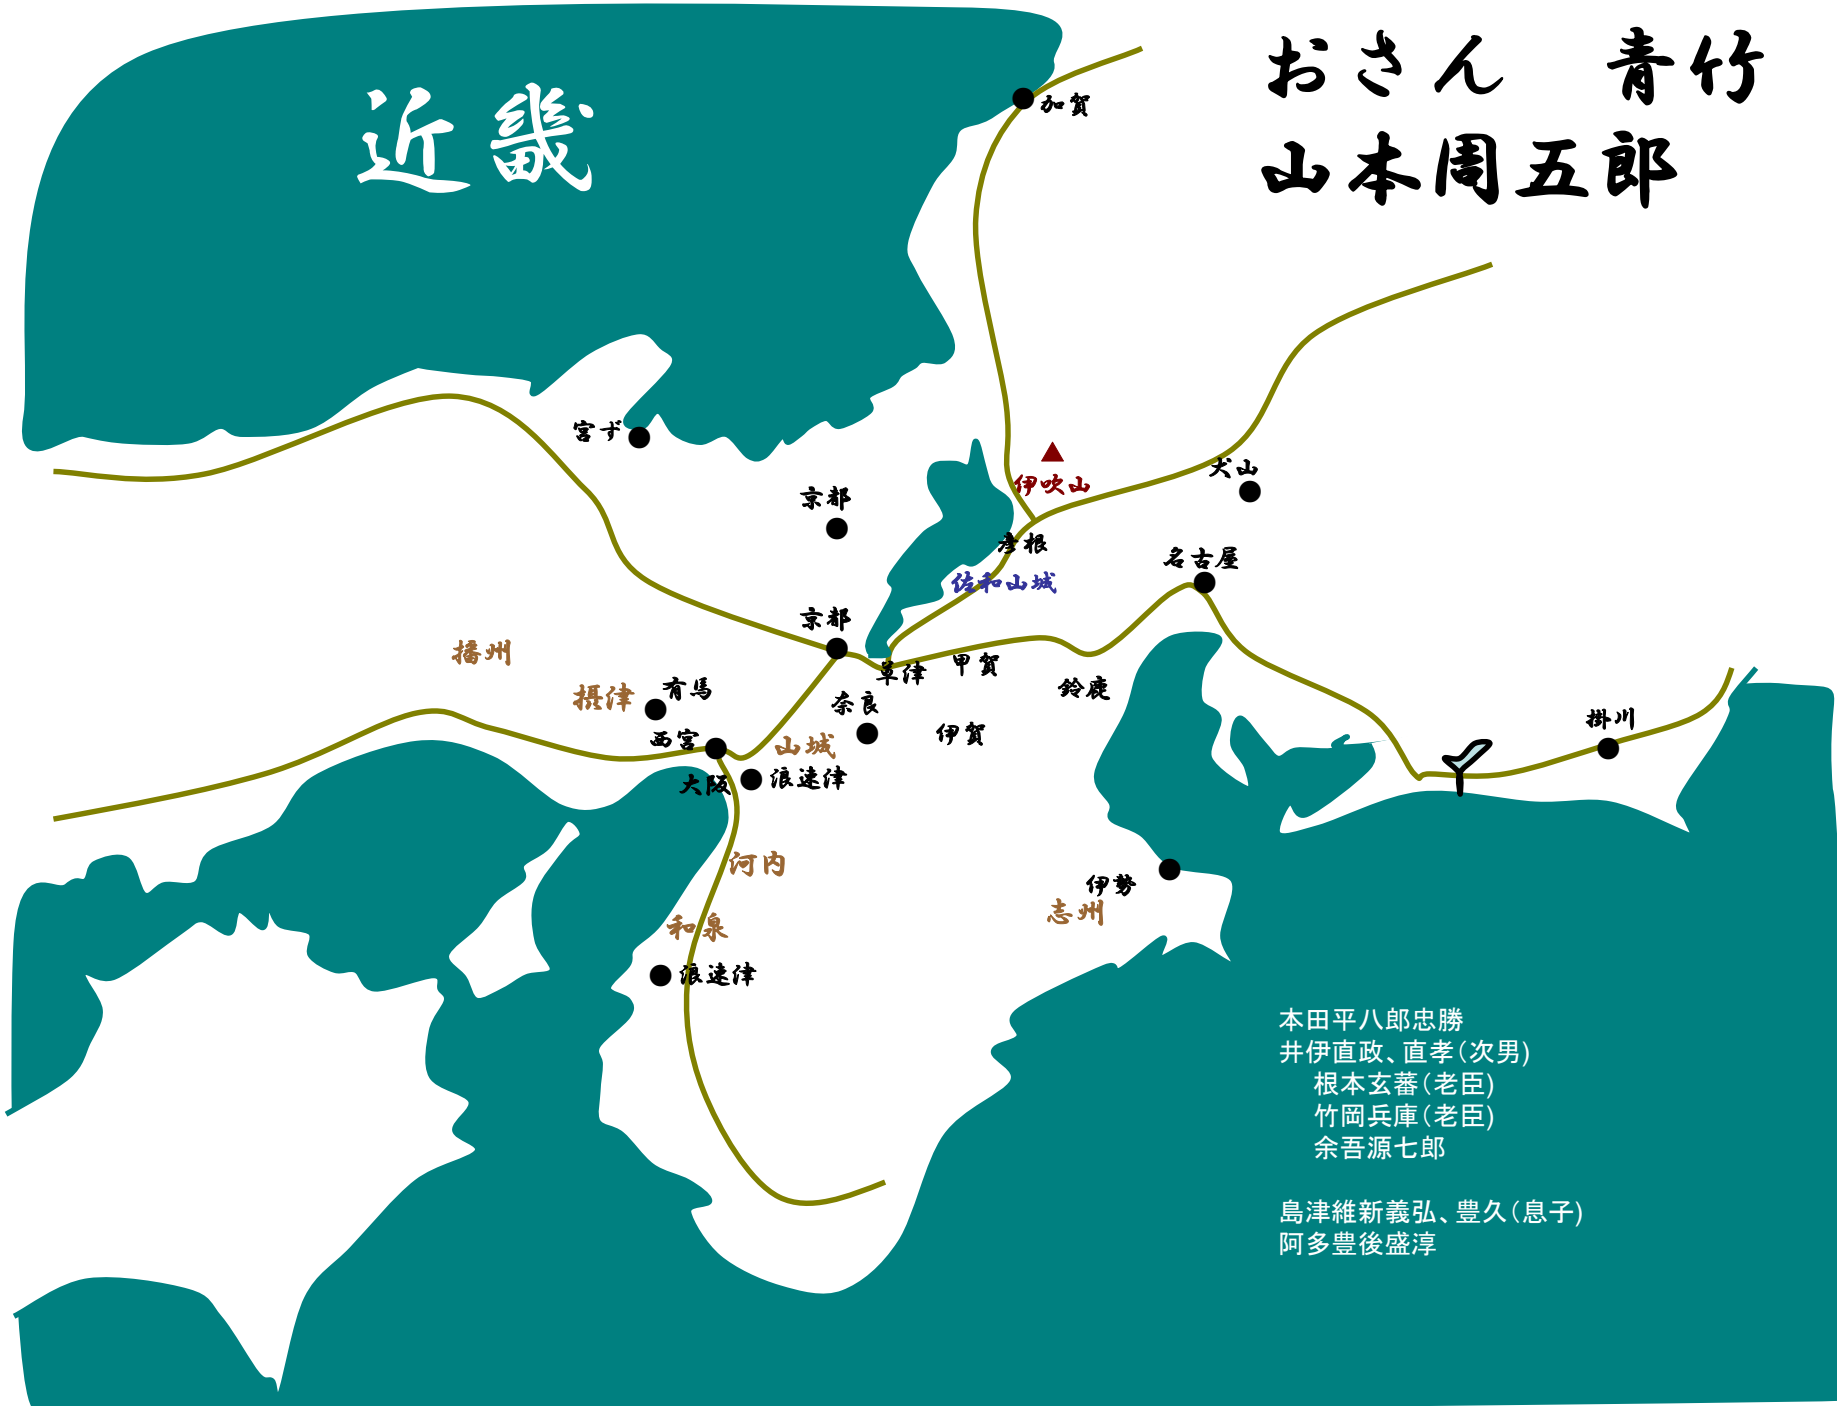 おさん　青竹
山本周五郎
近畿
加賀
宮ず
京都
伊吹山
犬山
彦根
佐和山城
名古屋
京都
播州
草津
甲賀
鈴鹿
摂津
有馬
奈良
伊賀
掛川
西宮
山城
大阪
浪速津
河内
伊勢
志州
和泉
浪速津
本田平八郎忠勝
井伊直政、直孝（次男)
根本玄蕃（老臣)
竹岡兵庫（老臣)
余吾源七郎
島津維新義弘、豊久（息子)
阿多豊後盛淳